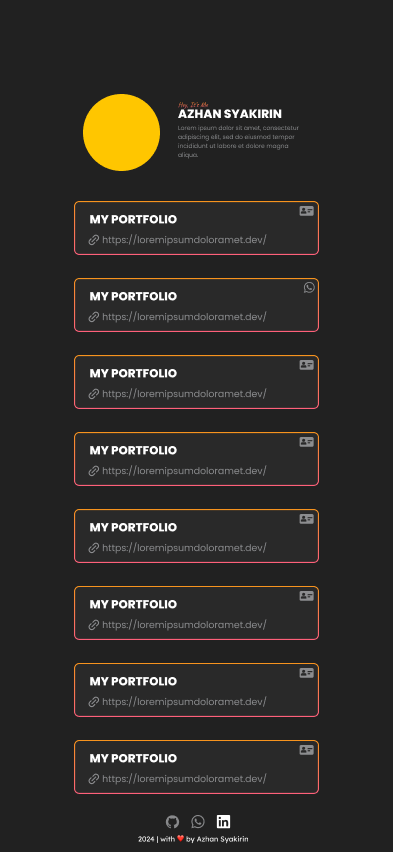 Hey, It's Me
AZHAN SYAKIRIN
Lorem ipsum dolor sit amet, consectetur
adipiscing elit, sed do eiusmod tempor
incididunt ut labore et dolore magna
aliqua.
MY PORTFOLIO
https://loremipsumdoloramet.dev/
MY PORTFOLIO
https://loremipsumdoloramet.dev/
MY PORTFOLIO
https://loremipsumdoloramet.dev/
MY PORTFOLIO
https://loremipsumdoloramet.dev/
MY PORTFOLIO
https://loremipsumdoloramet.dev/
MY PORTFOLIO
https://loremipsumdoloramet.dev/
MY PORTFOLIO
https://loremipsumdoloramet.dev/
MY PORTFOLIO
https://loremipsumdoloramet.dev/
2024 | with ❤️ by Azhan Syakirin